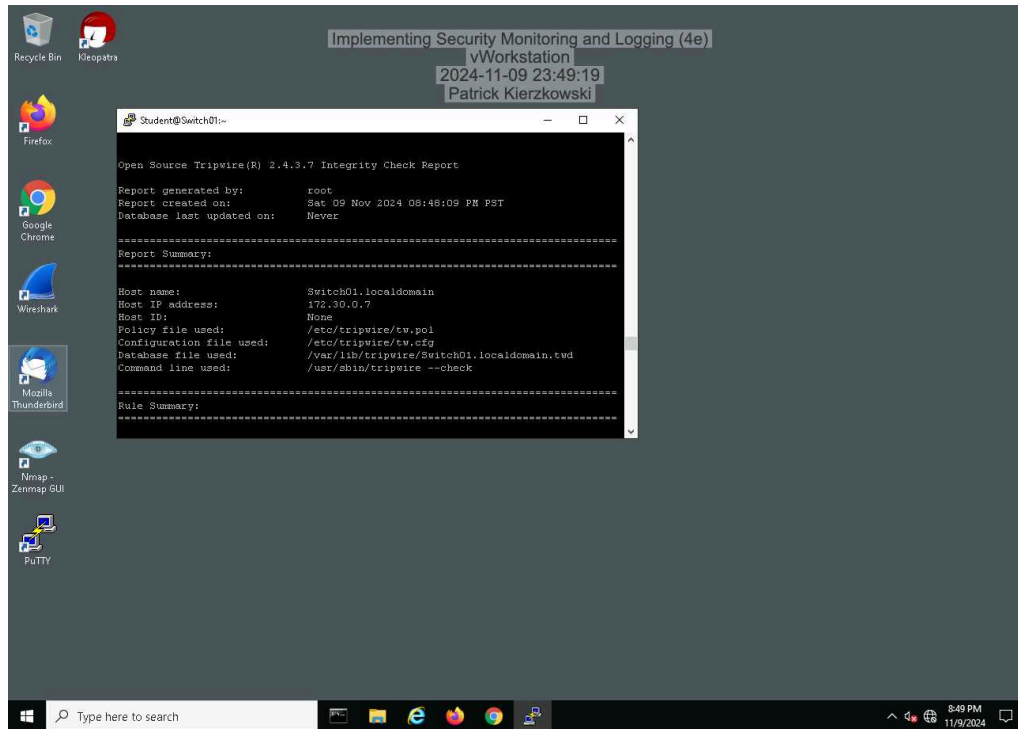 Implementing Security Monitoring and Logging (4e)
vWorkstation
2024-11-09 23:49:19
Patrick Kierzkowski
Recycle Bin
Kleopatra
Firefox
Google
Chrome
Wireshark
Mozilla
Thunderbird
Nmap -
Zenmap GUI
PuTTY
Student@Switch01:~
Open Source Tripwire(R) 2.4.3.7 Integrity Check Report
Report generated by: root
Report created on: Sat 09 Nov 2024 08:48:09 PM PST
Database last updated on: Never
===============================================================================
Report Summary:
===============================================================================
Host name: Switch01.localdomain
Host IP address: 172.30.0.7
Host ID: None
Policy file used: /etc/tripwire/tw.pol
Configuration file used: /etc/tripwire/tw.cfg
Database file used: /var/lib/tripwire/Switch01.localdomain.twd
Command line used: /usr/sbin/tripwire --check
===============================================================================
Rule Summary:
===============================================================================
Type here to search
8:49 PM
11/9/2024